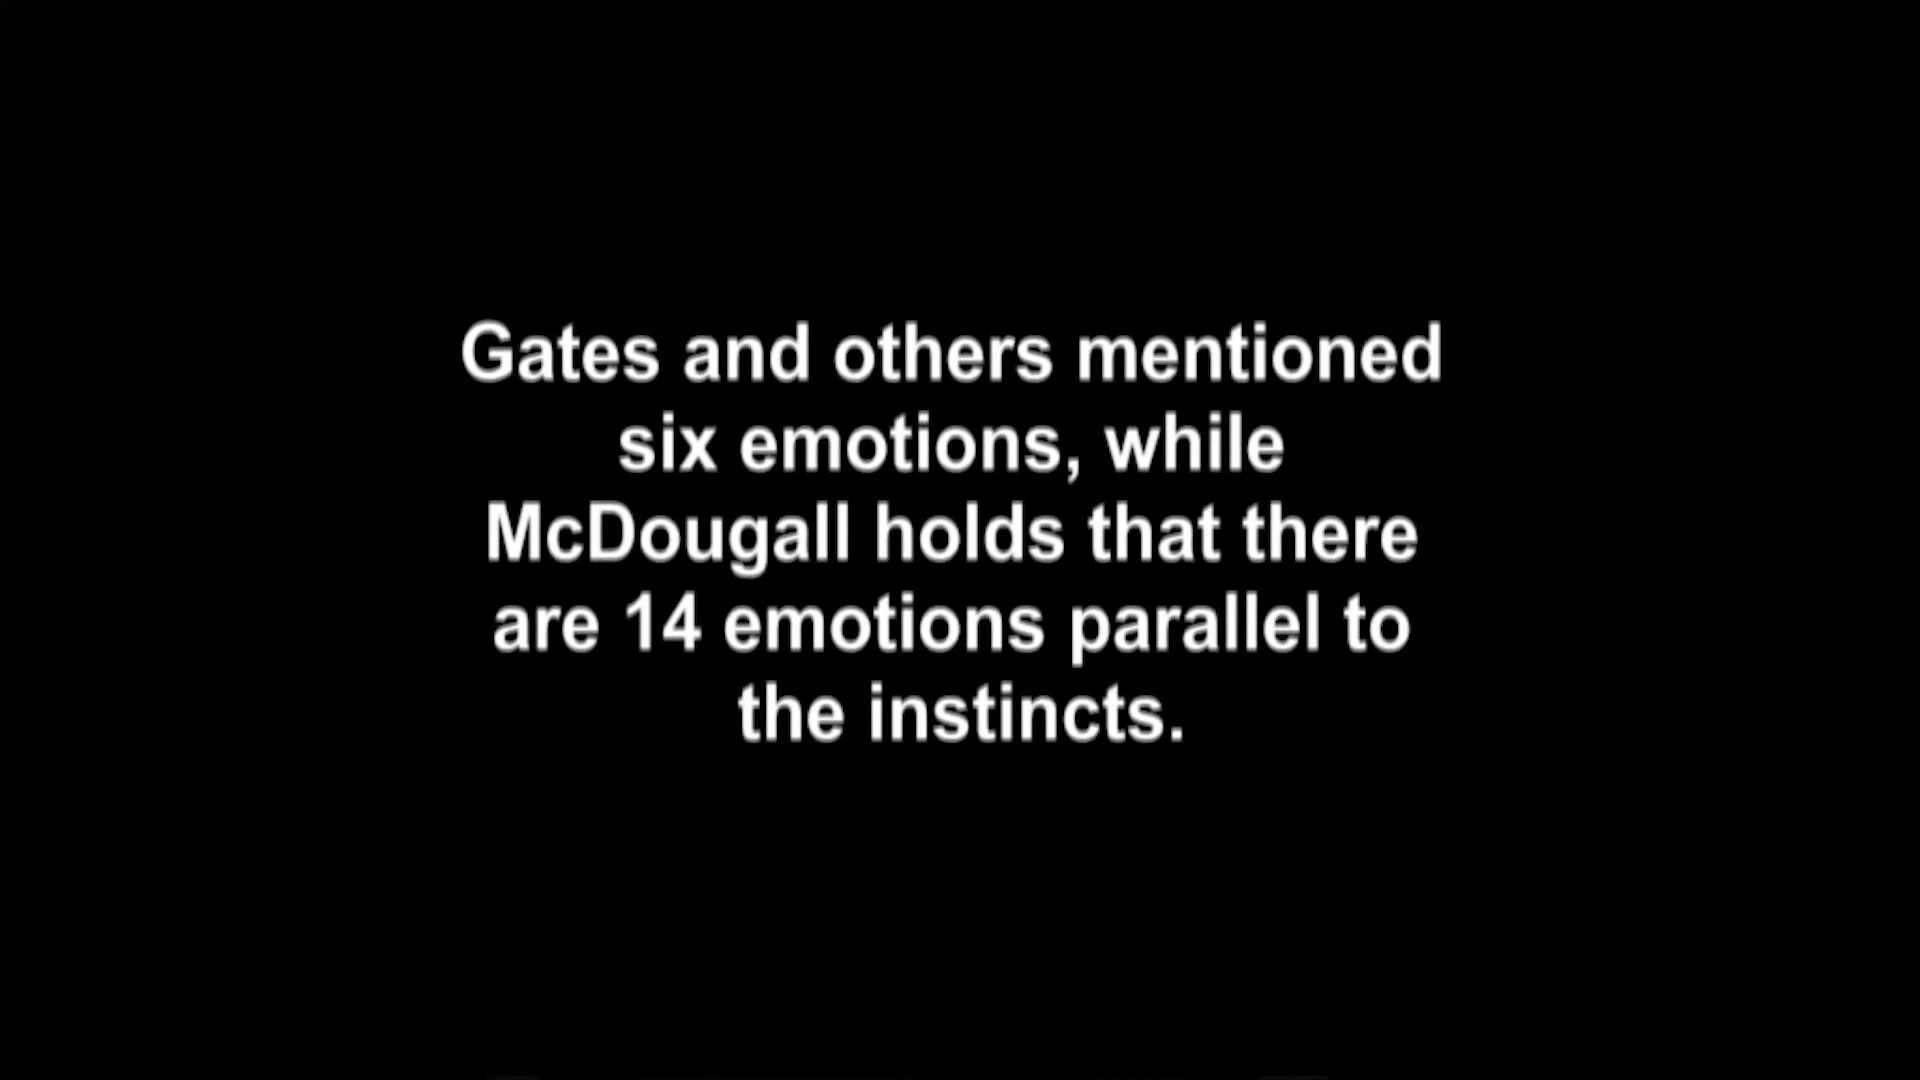 Gates and others mentioned
six emotions, while
McDougall holds that there
are 14 emotions parallel to
the instincts.